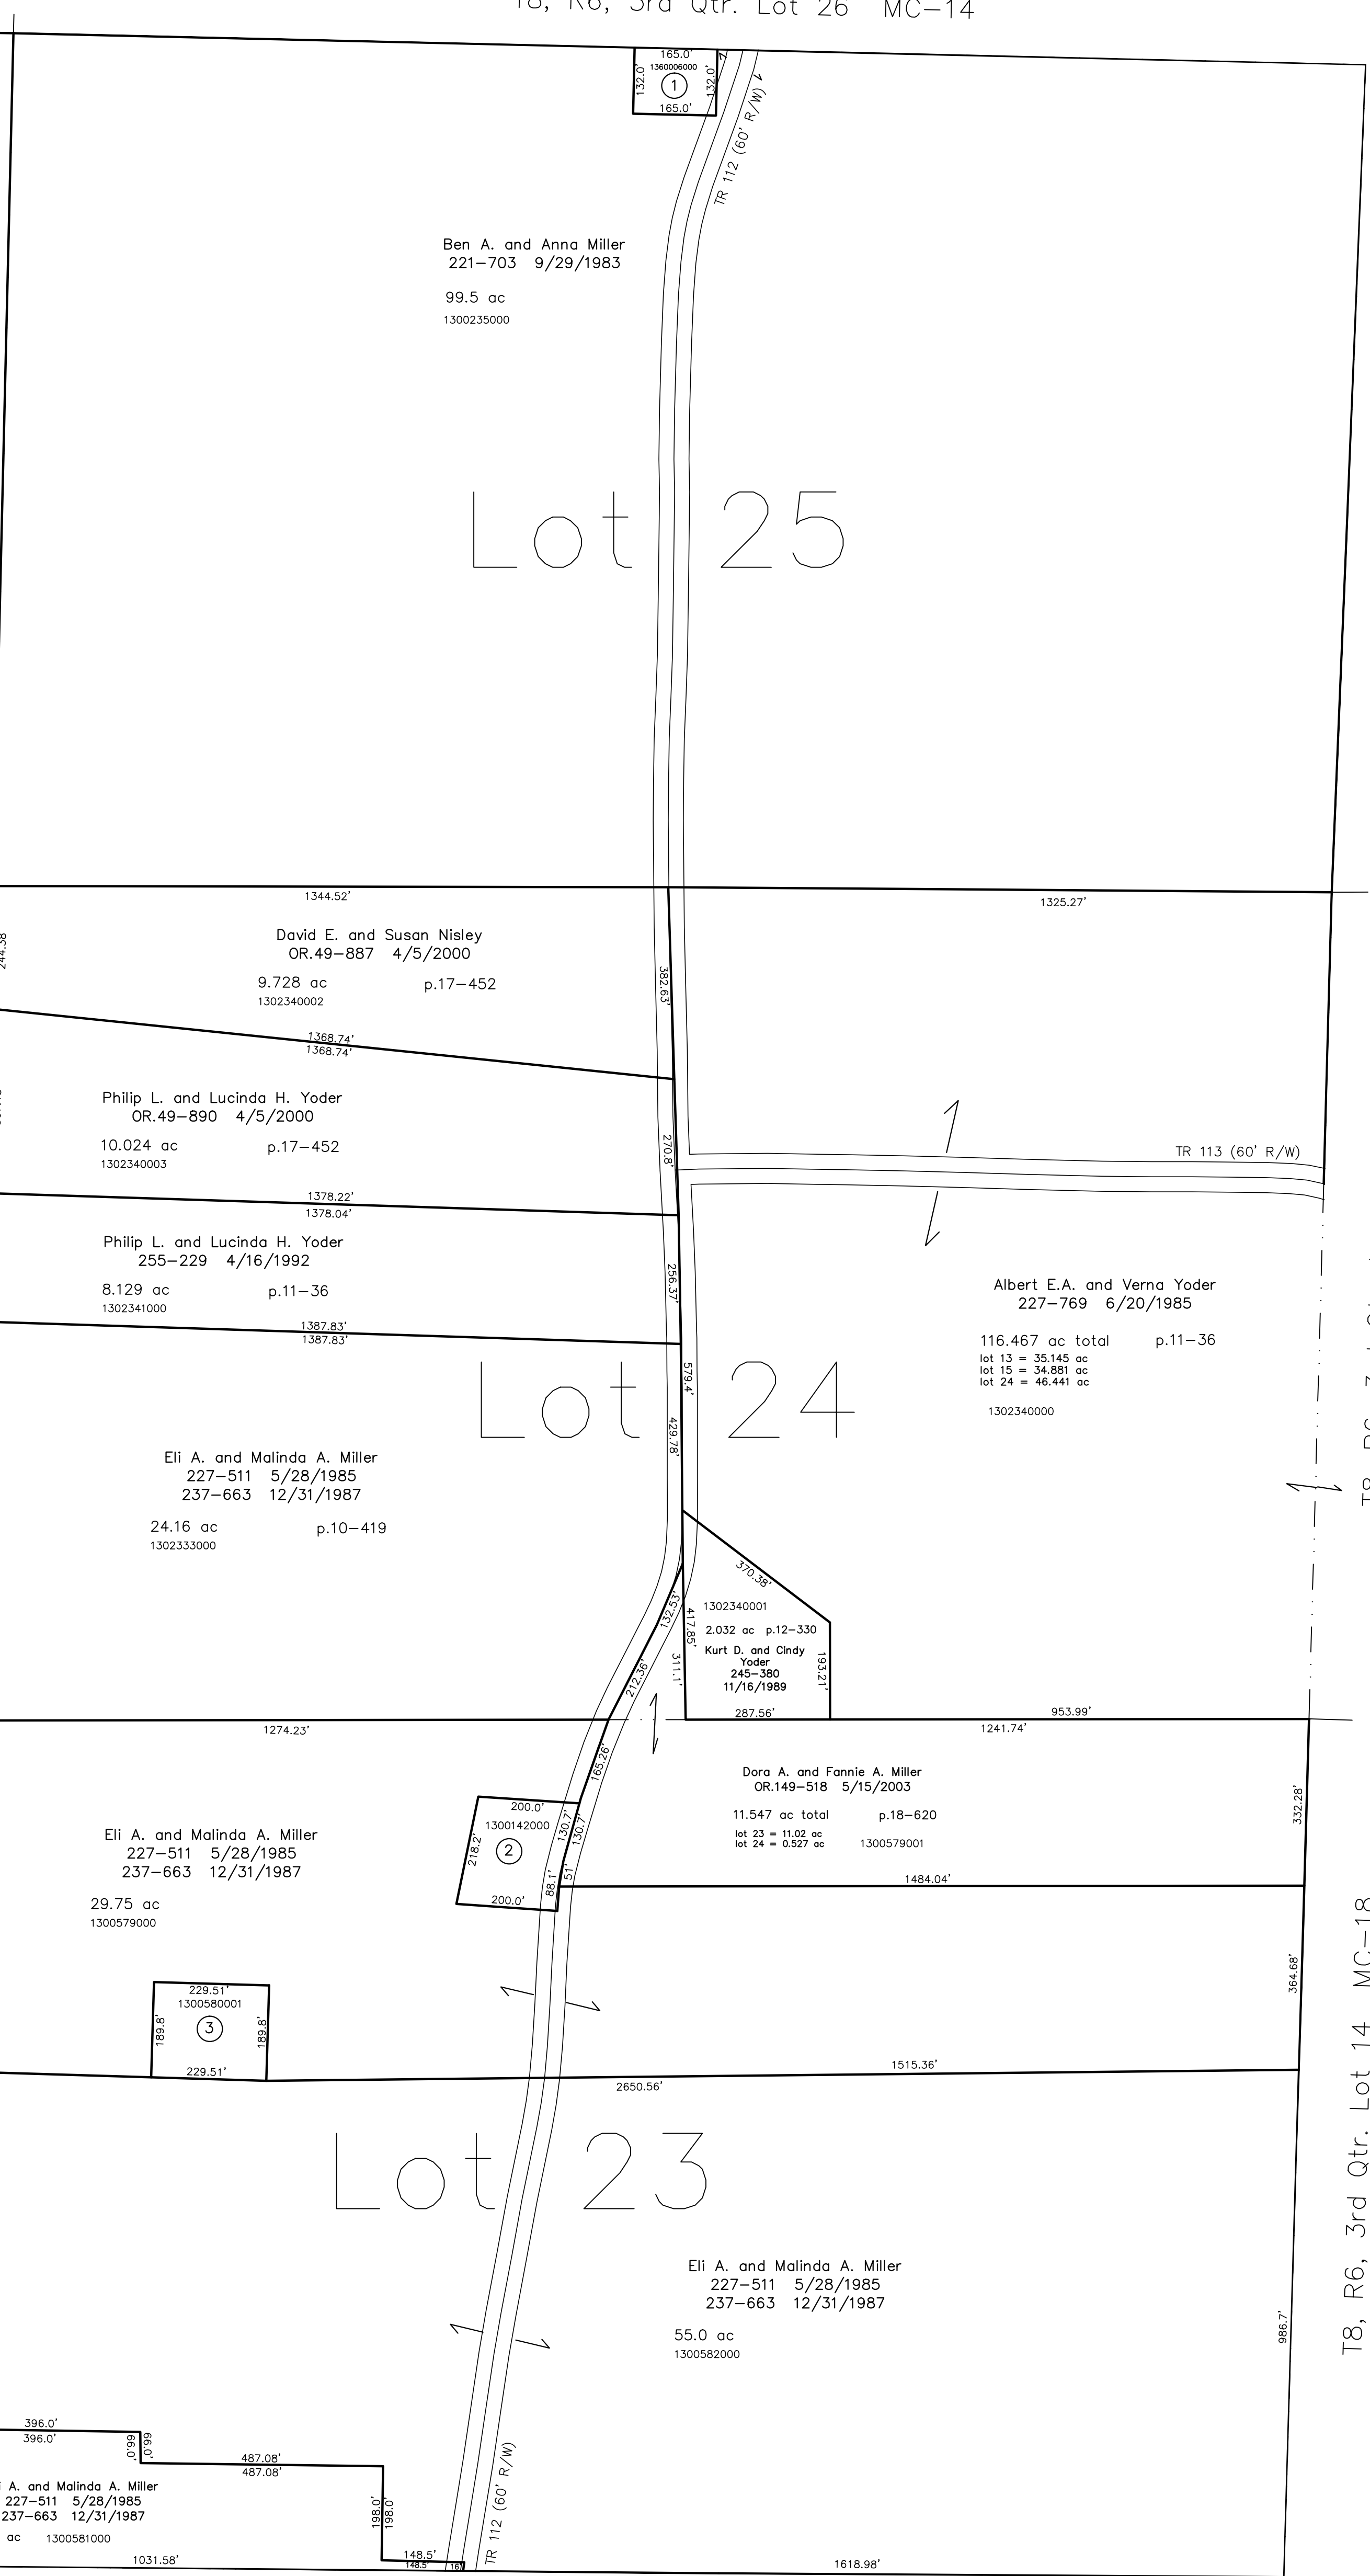 T8, R6, 3rd Qtr. Lot 26 MC-14
165.0'
1360006000
132.0'
1
132.0'
165.0'
TR 112 (60' R/W)
Ben A. and Anna Miller
221-703 9/29/1983
99.5 ac
1300235000
Lot 25
1344.52'
1325.27'
David E. and Susan Nisley
OR.49-887 4/5/2000
244.38
9.728 ac p.17-452
1302340002
382.63'
1368.74'
1368.74'
Philip L. and Lucinda H. Yoder
OR.49-890 4/5/2000
10.024 ac p.17-452
1302340003
270.8'
TR 113 (60' R/W)
1378.22'
1378.04'
Philip L. and Lucinda H. Yoder
255-229 4/16/1992
8.129 ac p.11-36
1302341000
256.37'
Albert E.A. and Verna Yoder
227-769 6/20/1985
116.467 ac total p.11-36
lot 13 = 35.145 ac
lot 15 = 34.881 ac
lot 24 = 46.441 ac
1302340000
1387.83'
1387.83'
579.4'
Lot 24
429.78'
Eli A. and Malinda A. Miller
227-511 5/28/1985
237-663 12/31/1987
24.16 ac p.10-419
1302333000
370.38'
132.53'
1302340001
417.85'
2.032 ac p.12-330
Kurt D. and Cindy
Yoder
245-380
11/16/1989
311.1'
193.21'
212.36'
287.56'
953.99'
1274.23'
1241.74'
165.26'
Dora A. and Fannie A. Miller
OR.149-518 5/15/2003
11.547 ac total p.18-620
lot 23 = 11.02 ac
lot 24 = 0.527 ac 1300579001
332.28'
200.0'
1300142000
2
218.2'
130.7'
130.7'
88.1'
51'
200.0'
Eli A. and Malinda A. Miller
227-511 5/28/1985
237-663 12/31/1987
29.75 ac
1300579000
1484.04'
364.68'
229.51'
1300580001
3
189.8'
189.8'
229.51'
1515.36'
2650.56'
T8, R6, 3rd Qtr. Lot 14 MC-18
Lot 23
Eli A. and Malinda A. Miller
227-511 5/28/1985
237-663 12/31/1987
55.0 ac
1300582000
986.7'
396.0'
396.0'
66.0'
66.0'
487.08'
487.08'
198.0'
198.0'
A. and Malinda A. Miller
227-511 5/28/1985
237-663 12/31/1987
ac 1300581000
TR 112 (60' R/W)
148.5'
148.5'
16'
1031.58'
1618.98'